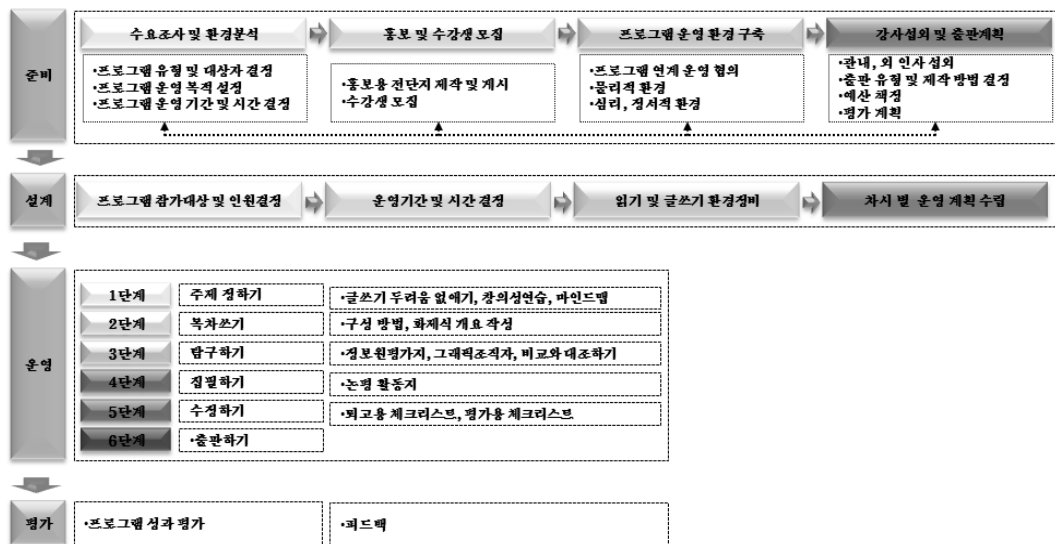 준비
수요조사 및 환경분석
홍보 및 수강생 모집
프로그램 운영 환경 구축
강사섭외 및 출판계획
·프로그램 유형 및 대상자 결정
·프로그램 운영 목적 설정
·프로그램 운영 기간 및 시간 결정
·홍보용 전단지 제작 및 게시
·수강생 모집
·프로그램 연계 운영 협의
·물리적 환경
·심리, 정서적 환경
·관내, 외 인사 섭외
·출판 유형 및 제작 방법 결정
·예산 책정
·평가 계획
설계
프로그램 참가대상 및 인원결정
운영기간 및 시간 결정
읽기 및 글쓰기 환경정비
차시 별 운영 계획 수립
운영
1단계 주제 정하기 ·글쓰기 두려움 없애기, 창의성연습, 마인드맵
2단계 목차쓰기 ·구성 방법, 화제식 개요 작성
3단계 탐구하기 ·정보원평가지, 그래픽조직자, 비교와 대조하기
4단계 집필하기 ·논평 활동지
5단계 수정하기 ·퇴고용 체크리스트, 평가용 체크리스트
6단계 ·출판하기
평가
·프로그램 성과 평가
·피드백